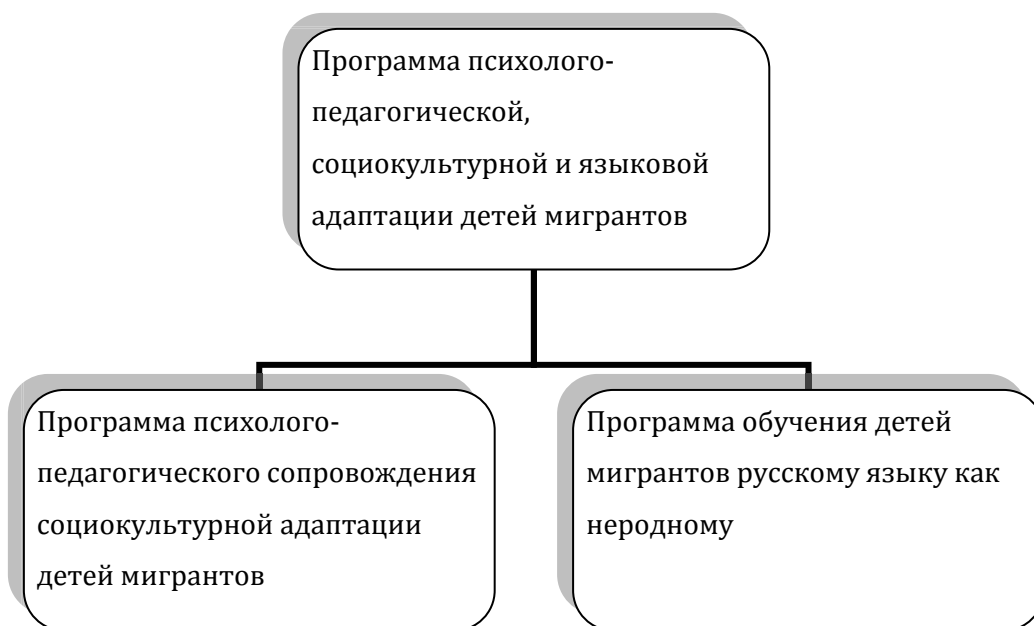 Программа психолого-
педагогической,
социокультурной и языковой
адаптации детей мигрантов
Программа психолого-
педагогического сопровождения
социокультурной адаптации
детей мигрантов
Программа обучения детей
мигрантов русскому языку как
неродному